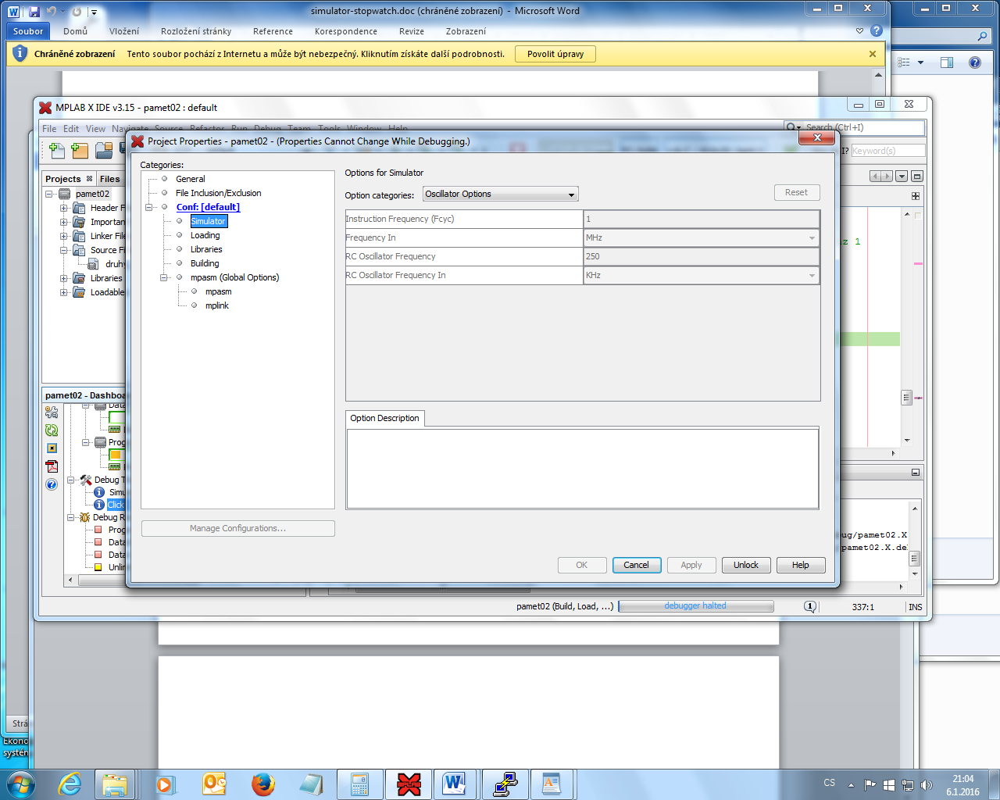 simulator-stopwatch.doc (chráněné zobrazení) - Microsoft Word
Soubor Domů Vložení Rozložení stránky Reference Korespondence Revize Zobrazení
Chráněné zobrazení Tento soubor pochází z Internetu a může být nebezpečný. Kliknutím získáte další podrobnosti. Povolit úpravy
MPLAB X IDE v3.15 - pamet02 : default
File Edit View Navigate Source Refactor Run Debug Team Tools Window Help
Search (Ctrl+I)
Project Properties - pamet02 - (Properties Cannot Change While Debugging.)
I? Keyword(s)
Projects Files
pamet02
Header F
Importan
Linker File
Source Fi
druhy
Libraries
Loadable
Categories:
General
File Inclusion/Exclusion
Conf: [default]
Simulator
Loading
Libraries
Building
mpasm (Global Options)
mpasm
mplink
Manage Configurations...
Options for Simulator
Option categories: Oscillator Options Reset
Instruction Frequency (Fcyc) 1
Frequency In MHz
RC Oscillator Frequency 250
RC Oscillator Frequency In KHz
Option Description
OK Cancel Apply Unlock Help
z 1
pamet02 - Dashboa
Data
Prog
Debug T
Simu
Click
Debug R
Prog
Data
Data
Unlin
ug/pamet02.X
pamet02.X.de
pamet02 (Build, Load, ...) debugger halted 1 337:1 INS
Strá
Ekono
systén
CS 21:04
6.1.2016